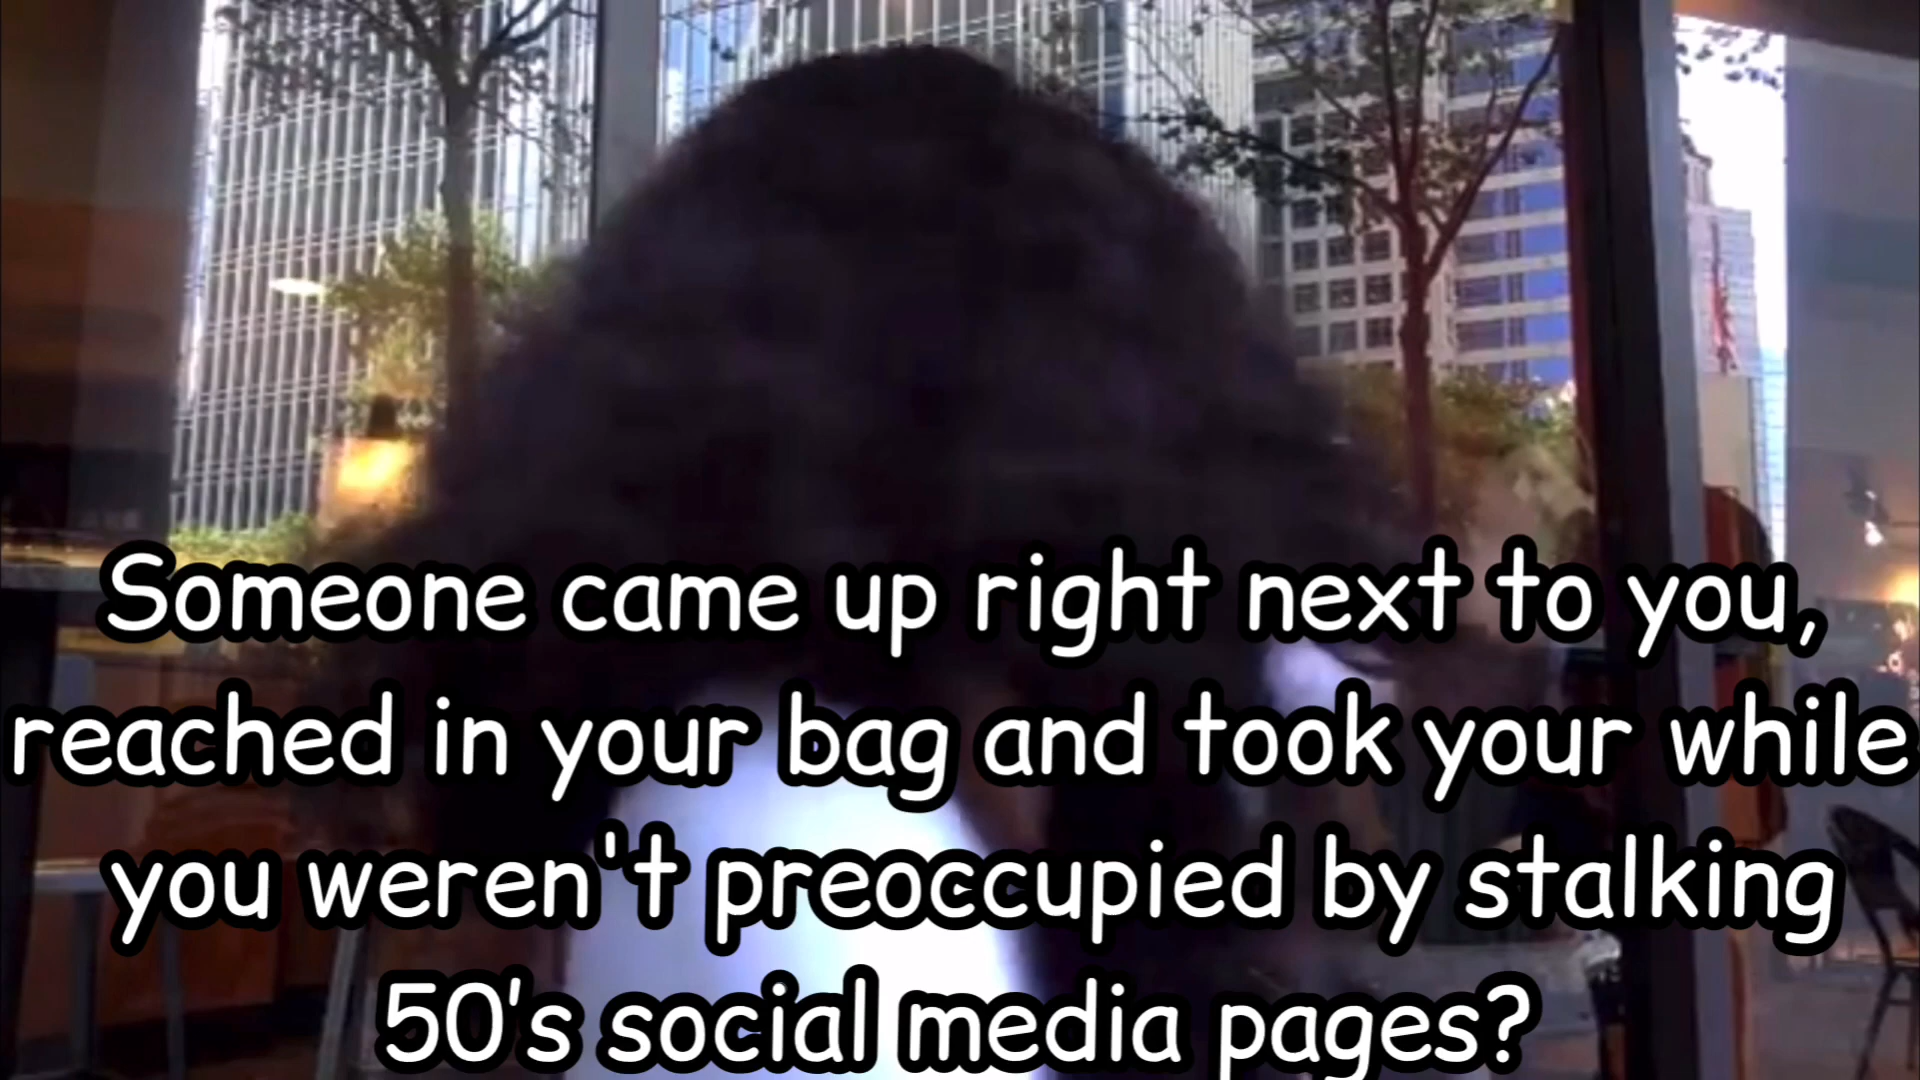 Someone came up right next to you,
reached in your bag and took your while
you weren't preoccupied by stalking
50's social media pages?